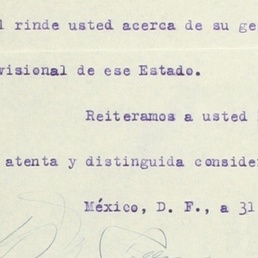 l rinde usted acerca de su ge
visional de ese Estado.
Reiteramos a usted
atenta y distinguida conside
México, D. F., a 31